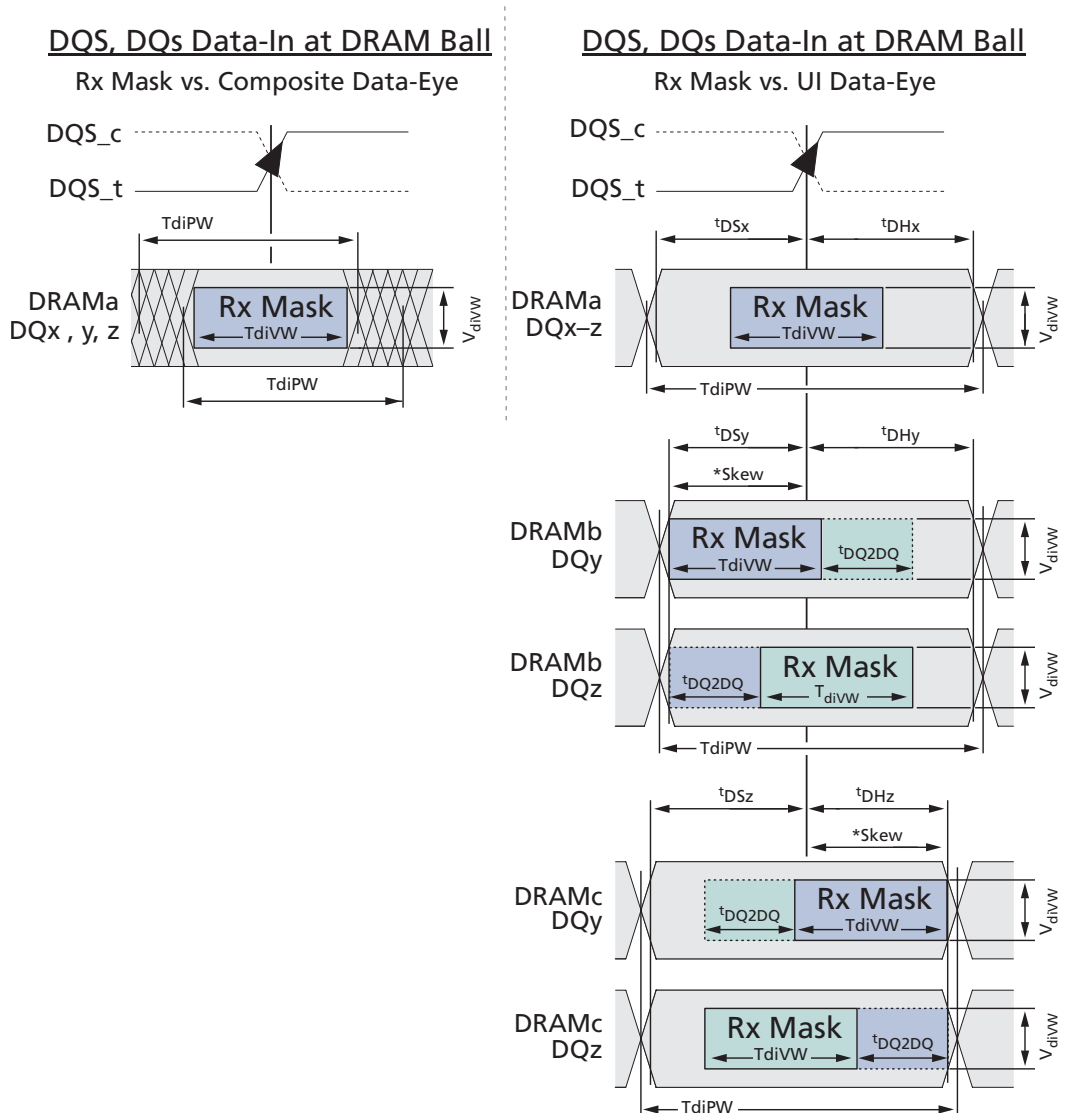 DQS, DQs Data-In at DRAM Ball
Rx Mask vs. Composite Data-Eye
DQS_c
DQS_t
TdiPW
DRAMa
DQx , y, z
Rx Mask
TdiVW
VdiVW
TdiPW
DQS, DQs Data-In at DRAM Ball
Rx Mask vs. UI Data-Eye
DQS_c
DQS_t
tDSx
tDHx
DRAMa
DQx–z
Rx Mask
TdiVW
VdiVW
TdiPW
tDSy
tDHy
*Skew
DRAMb
DQy
Rx Mask
TdiVW
tDQ2DQ
VdiVW
DRAMb
DQz
tDQ2DQ
Rx Mask
TdiVW
VdiVW
TdiPW
tDSz
tDHz
*Skew
DRAMc
DQy
tDQ2DQ
Rx Mask
TdiVW
VdiVW
DRAMc
DQz
Rx Mask
TdiVW
tDQ2DQ
VdiVW
TdiPW